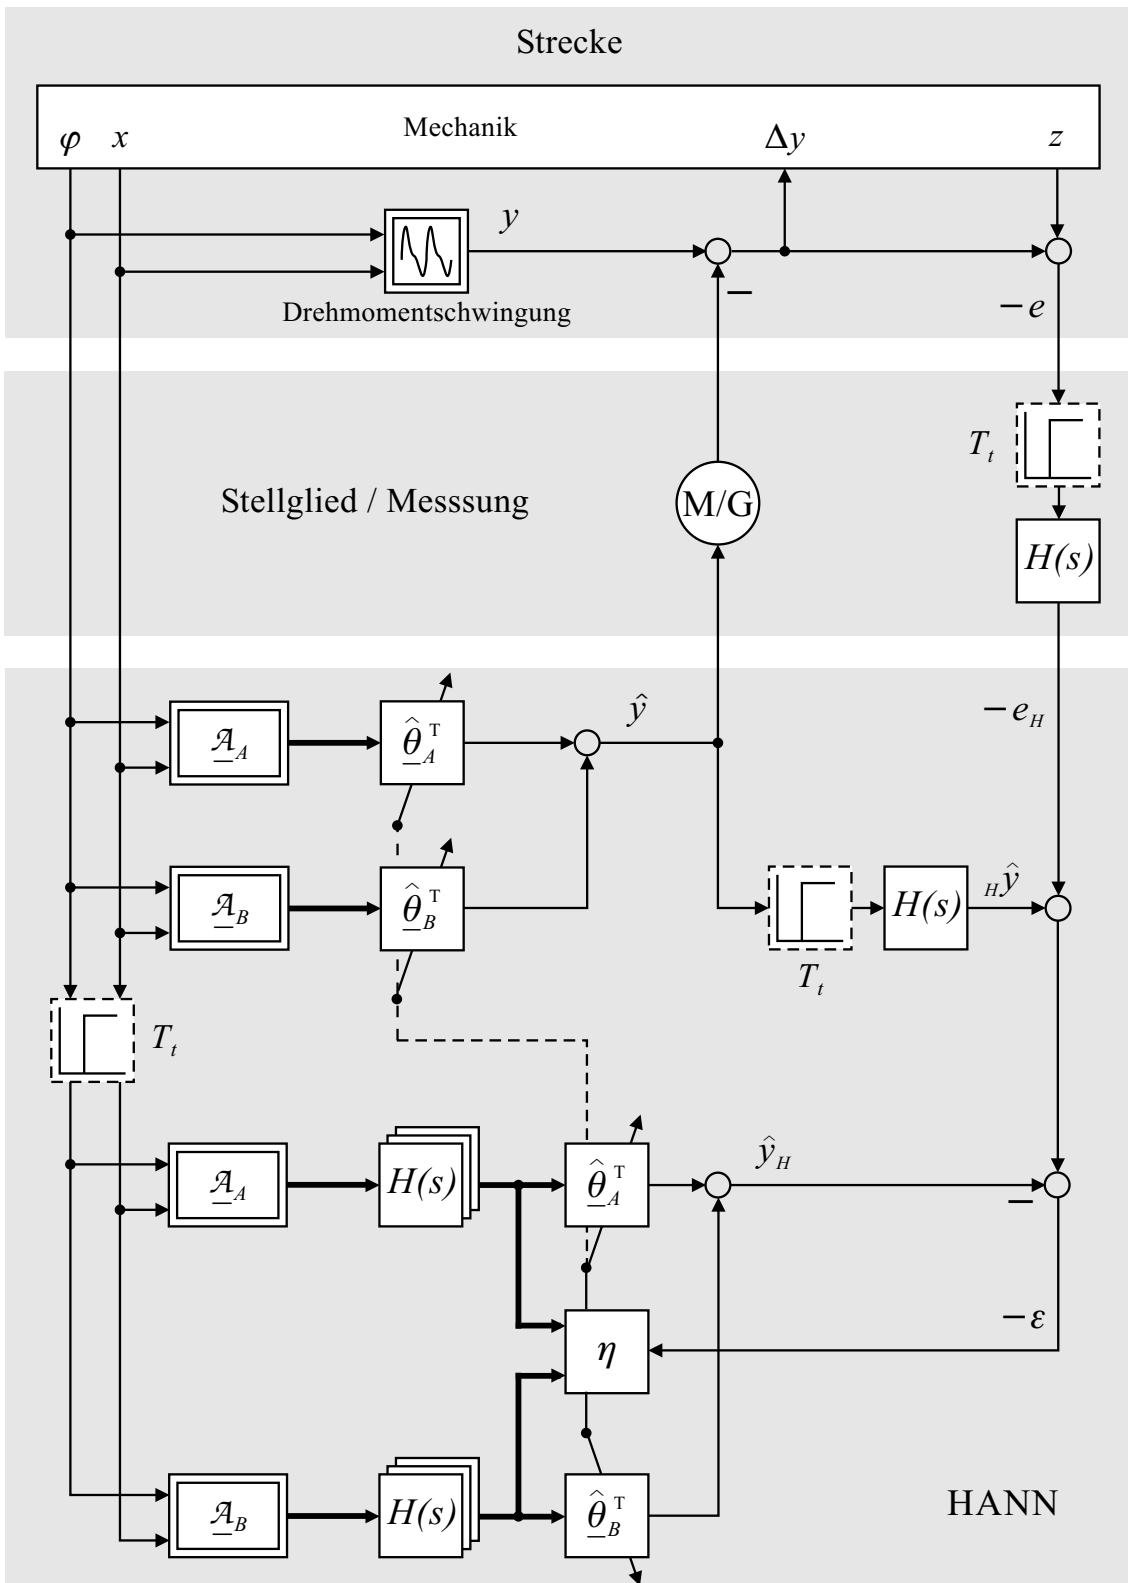 Strecke
φ x Mechanik Δy z
y
−
Drehmomentschwingung
− e
T_t
Stellglied / Messsung
M/G
H(s)
− e_H
𝒜_A θ̂_A^T ŷ
𝒜_B θ̂_B^T H(s) _Hŷ
T_t
T_t
ŷ_H
𝒜_A H(s) θ̂_A^T
−
− ε
η
𝒜_B H(s) θ̂_B^T
HANN